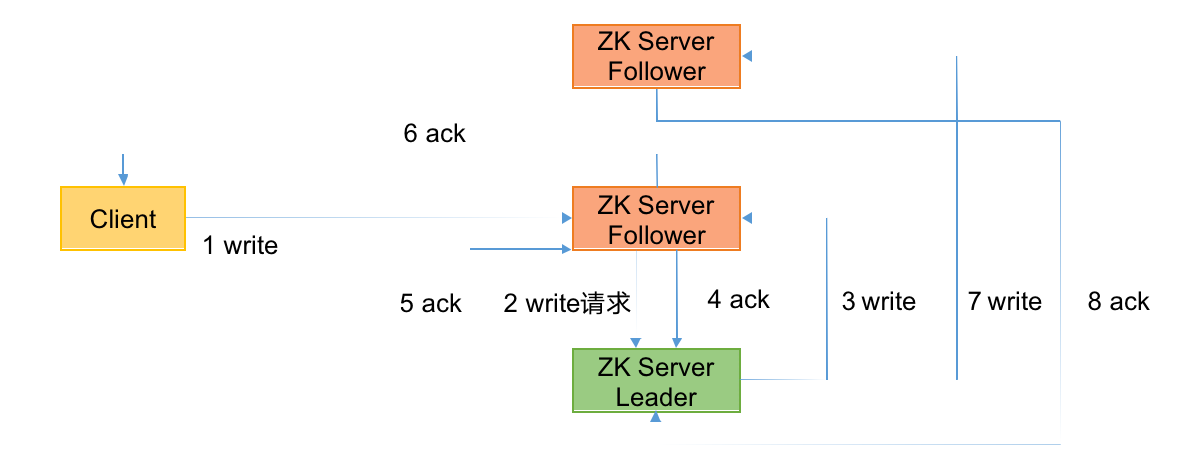 ZK Server
Follower
6 ack
Client
ZK Server
Follower
1 write
5 ack
2 write请求
4 ack
3 write
7 write
8 ack
ZK Server
Leader